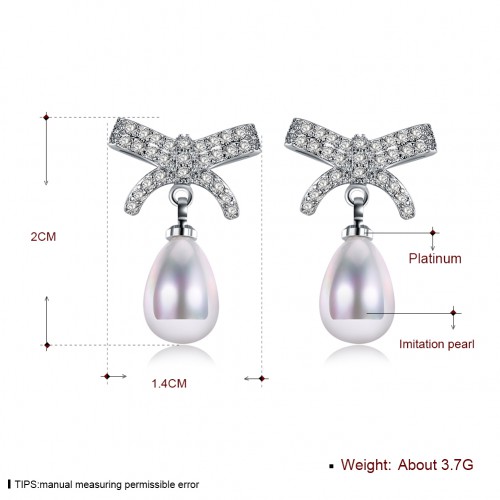 2CM
Platinum
Imitation pearl
1.4CM
Weight: About 3.7G
TIPS:manual measuring permissible error